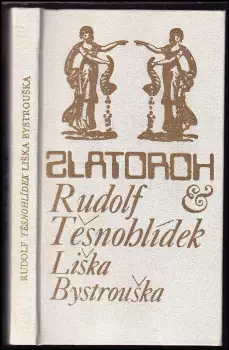 RUDOLF TĚSNOHLÍDEK LIŠKA BYSTROUŠKA
ZLATOROH
Rudolf &
Těsnohlídek
Liška
Bystrouška